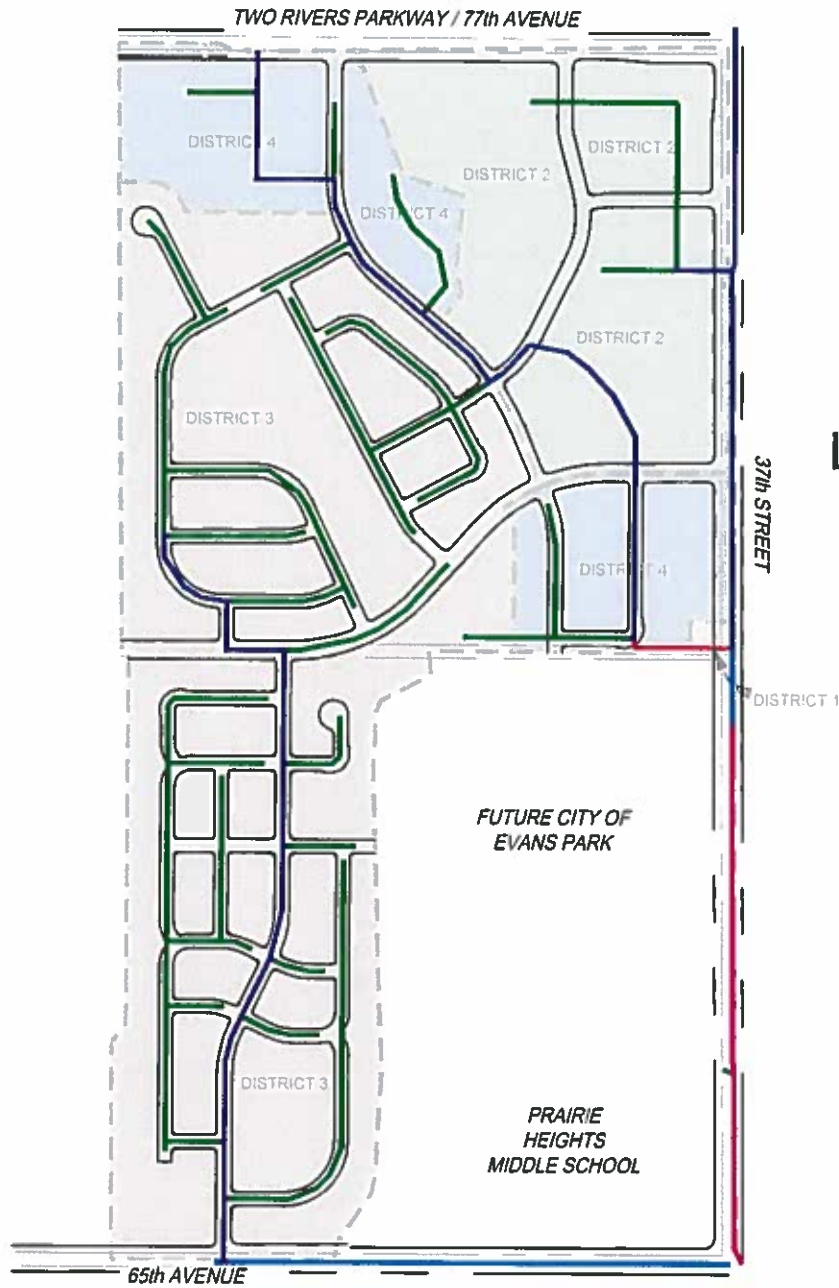 TWO RIVERS PARKWAY / 77th AVENUE
DISTRICT 4
DISTRICT 2
DISTRICT 2
DISTRICT 4
DISTRICT 2
DISTRICT 3
37th STREET
DISTRICT 4
DISTRICT 1
FUTURE CITY OF
EVANS PARK
DISTRICT 3
PRAIRIE
HEIGHTS
MIDDLE SCHOOL
65th AVENUE